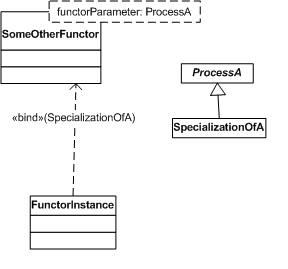 functorParameter: ProcessA
SomeOtherFunctor
ProcessA
«bind»(SpecializationOfA)
SpecializationOfA
FunctorInstance